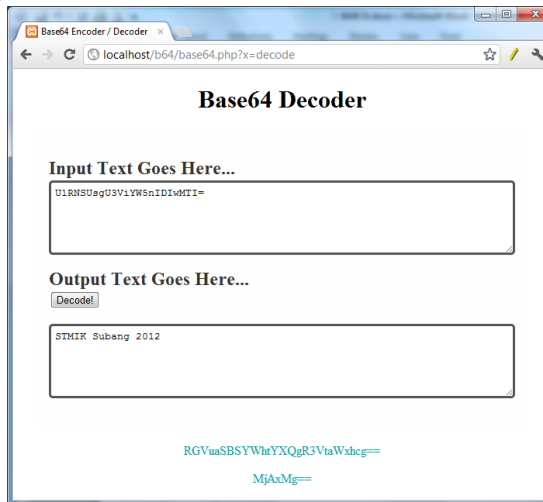 Base64 Encoder / Decoder
localhost/b64/base64.php?x=decode
Base64 Decoder
Input Text Goes Here...
U1RNSUsgU3ViYW5nIDIwMTI=
Output Text Goes Here...
Decode!
STMIK Subang 2012
RGVuaSBSYWhtYXQgR3VtaWxhcg==
MjAxMg==